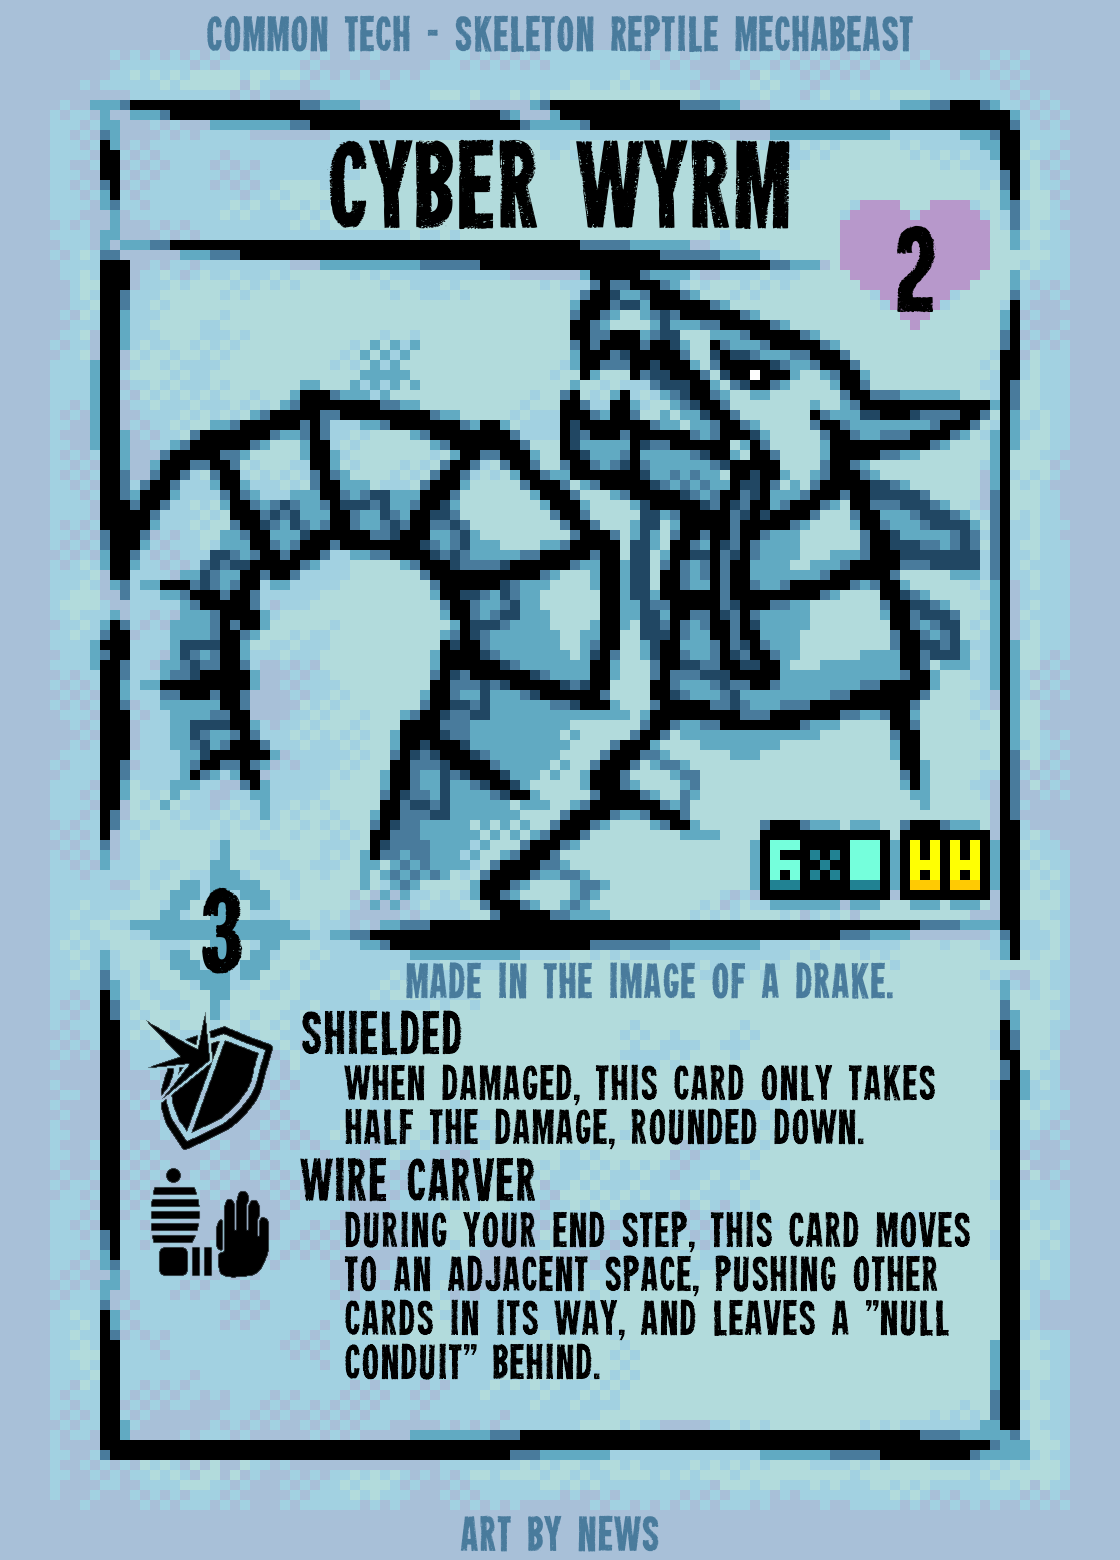 COMMON TECH - SKELETON REPTILE MECHABEAST
CYBER WYRM
2
6
3
MADE IN THE IMAGE OF A DRAKE.
SHIELDED
WHEN DAMAGED, THIS CARD ONLY TAKES
HALF THE DAMAGE, ROUNDED DOWN.
WIRE CARVER
DURING YOUR END STEP, THIS CARD MOVES
TO AN ADJACENT SPACE, PUSHING OTHER
CARDS IN ITS WAY, AND LEAVES A ”NULL
CONDUIT” BEHIND.
ART BY NEWS